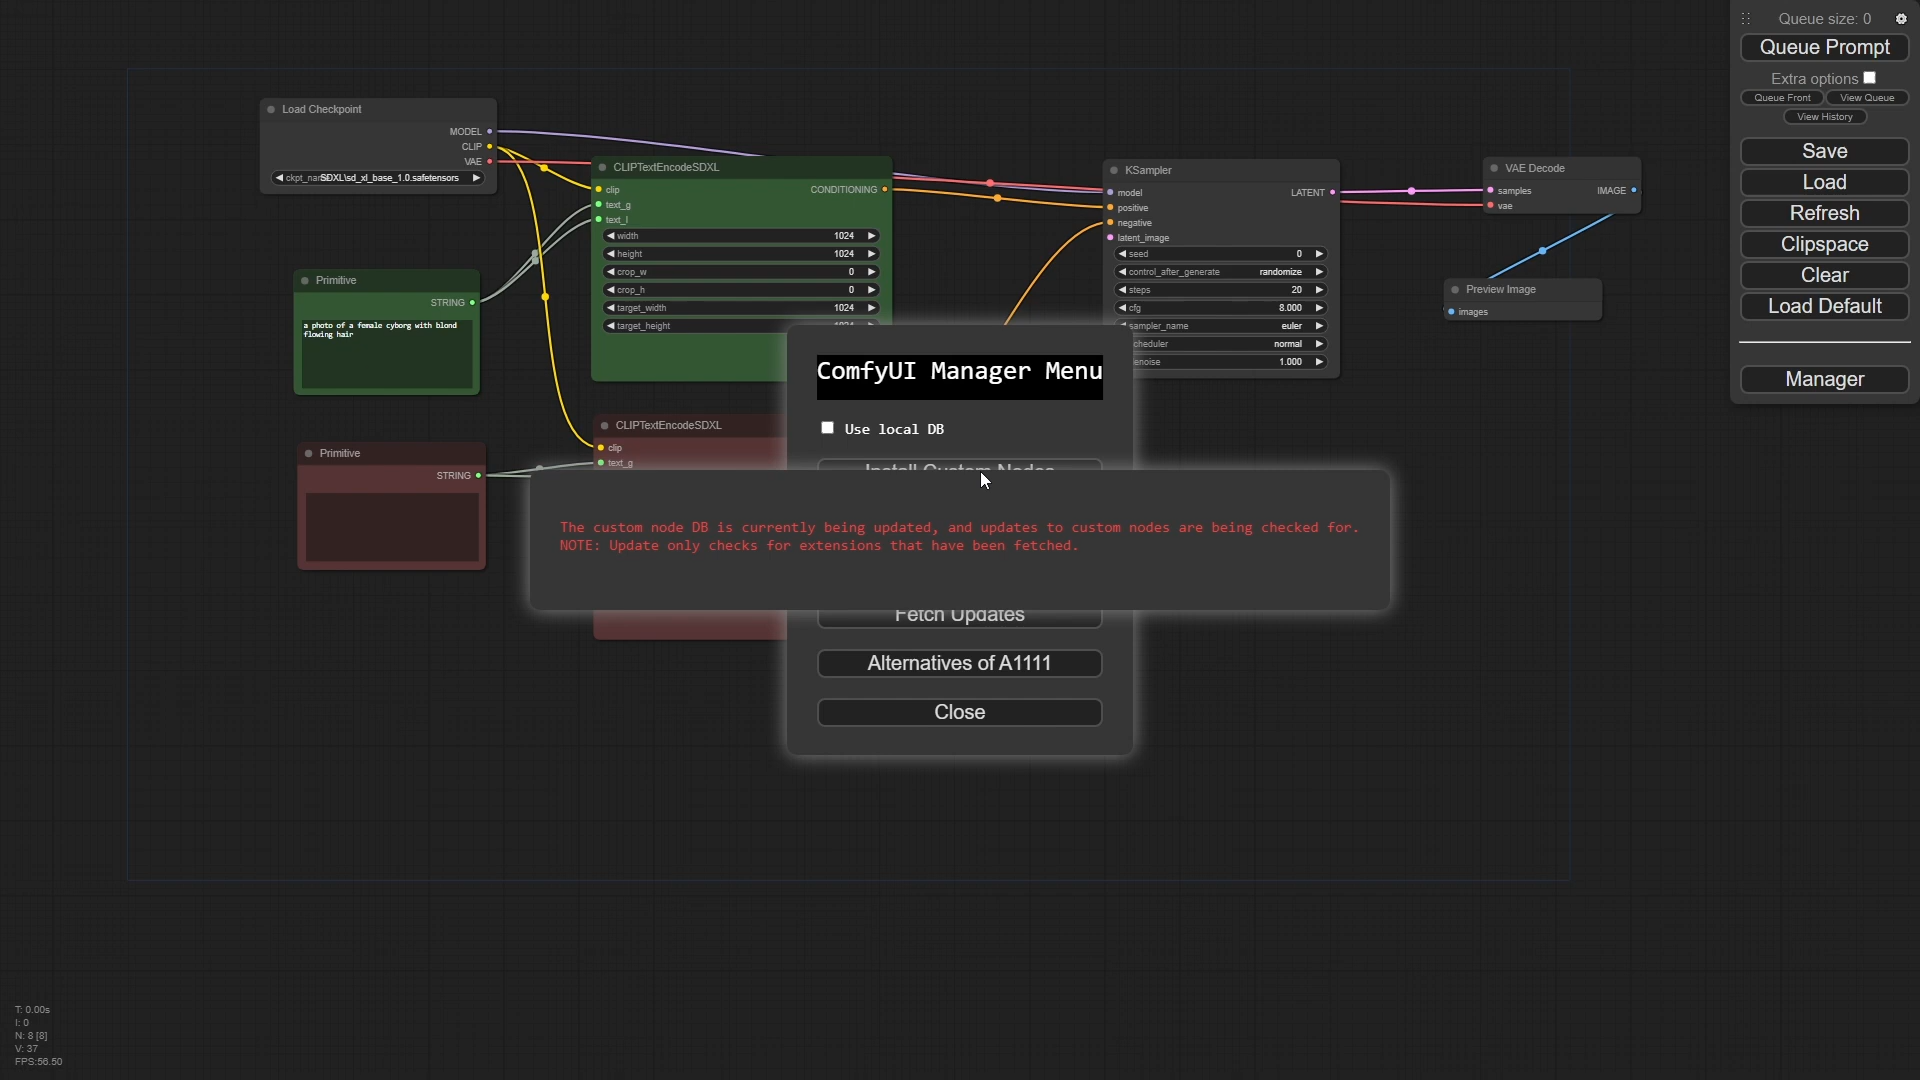 Queue size: 0
Queue Prompt
Extra options
Queue Front
View Queue
View History
Save
Load
Refresh
Clipspace
Clear
Load Default
Manager
Load Checkpoint
MODEL
CLIP
VAE
SDXL\sd_xl_base_1.0.safetensors
Primitive
STRING
a photo of a female cyborg with blond
flowing hair
Primitive
STRING
CLIPTextEncodeSDXL
clip
CONDITIONING
text_g
text_l
width 1024
height 1024
crop_w 0
crop_h 0
target_width 1024
target_height
CLIPTextEncodeSDXL
clip
text_g
KSampler
model
LATENT
positive
negative
latent_image
seed 0
control_after_generate randomize
steps 20
cfg 8.000
sampler_name euler
normal
1.000
VAE Decode
samples
IMAGE
vae
Preview Image
images
ComfyUI Manager Menu
Use local DB
Install Custom Nodes
The custom node DB is currently being updated, and updates to custom nodes are being checked for.
NOTE: Update only checks for extensions that have been fetched.
Fetch Updates
Alternatives of A1111
Close
T: 0.00s
I: 0
N: 8 [8]
V: 37
FPS:56.50